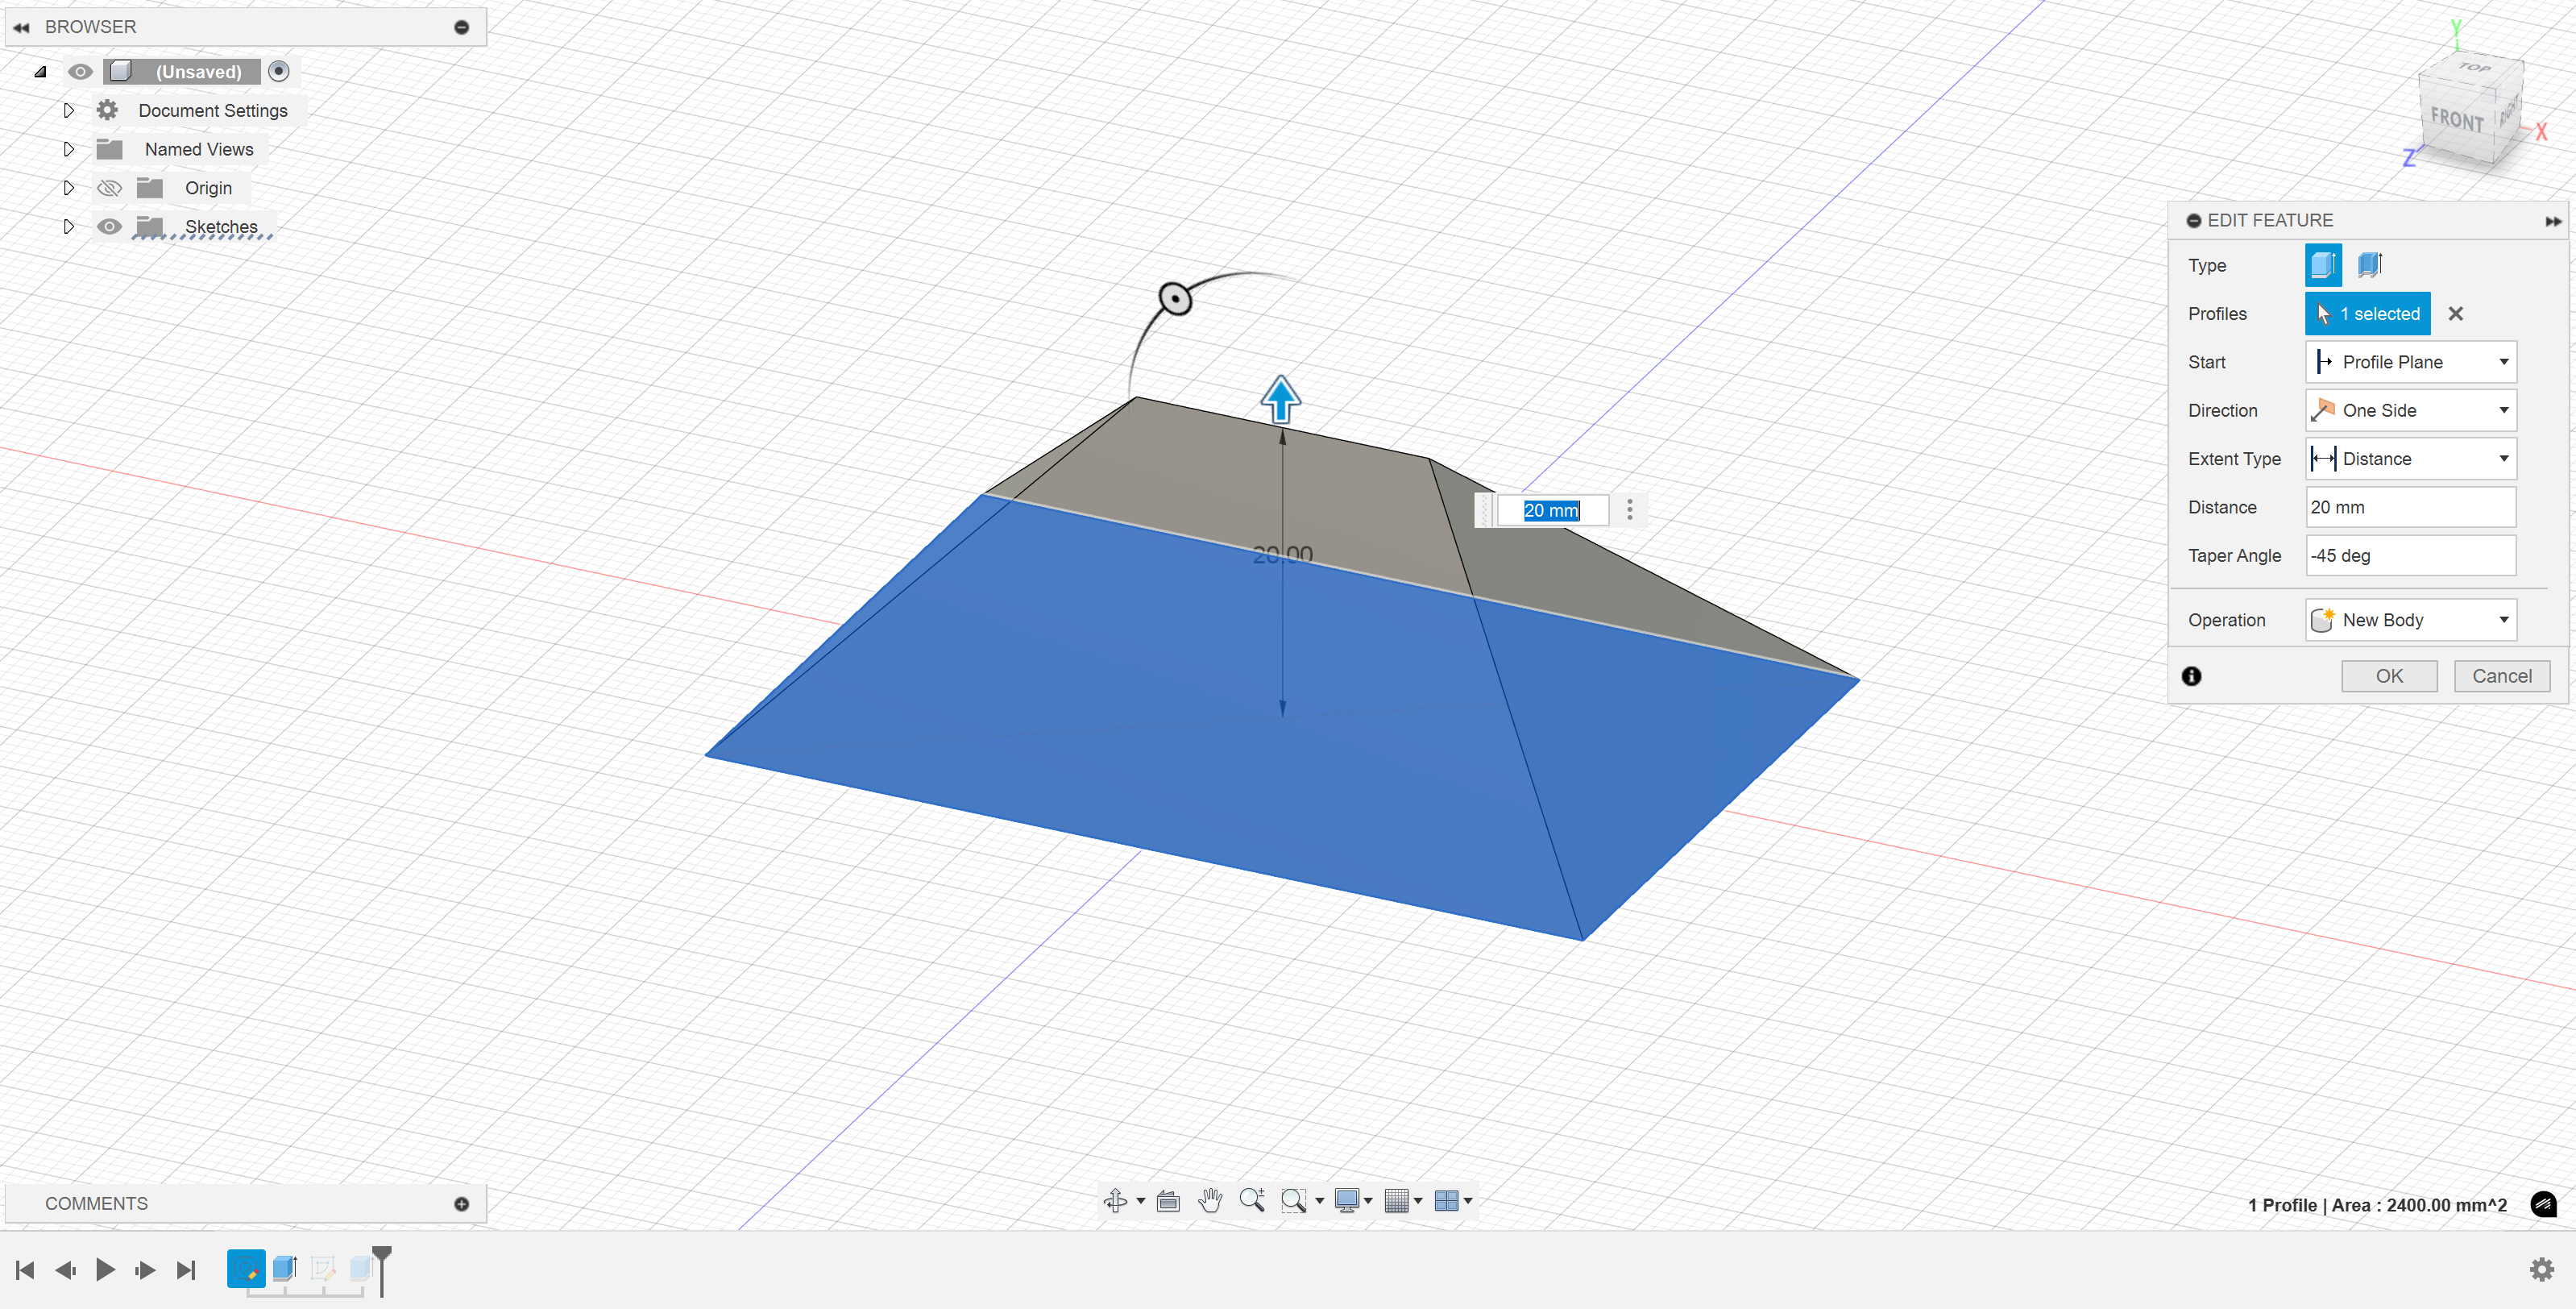 BROWSER
(Unsaved)
Document Settings
Named Views
Origin
Sketches
Y
TOP
FRONT
RIGHT
X
Z
EDIT FEATURE
Type
Profiles
1 selected
Start
Profile Plane
Direction
One Side
Extent Type
Distance
Distance
20 mm
Taper Angle
-45 deg
Operation
New Body
OK
Cancel
20 mm
20.00
COMMENTS
1 Profile | Area : 2400.00 mm^2